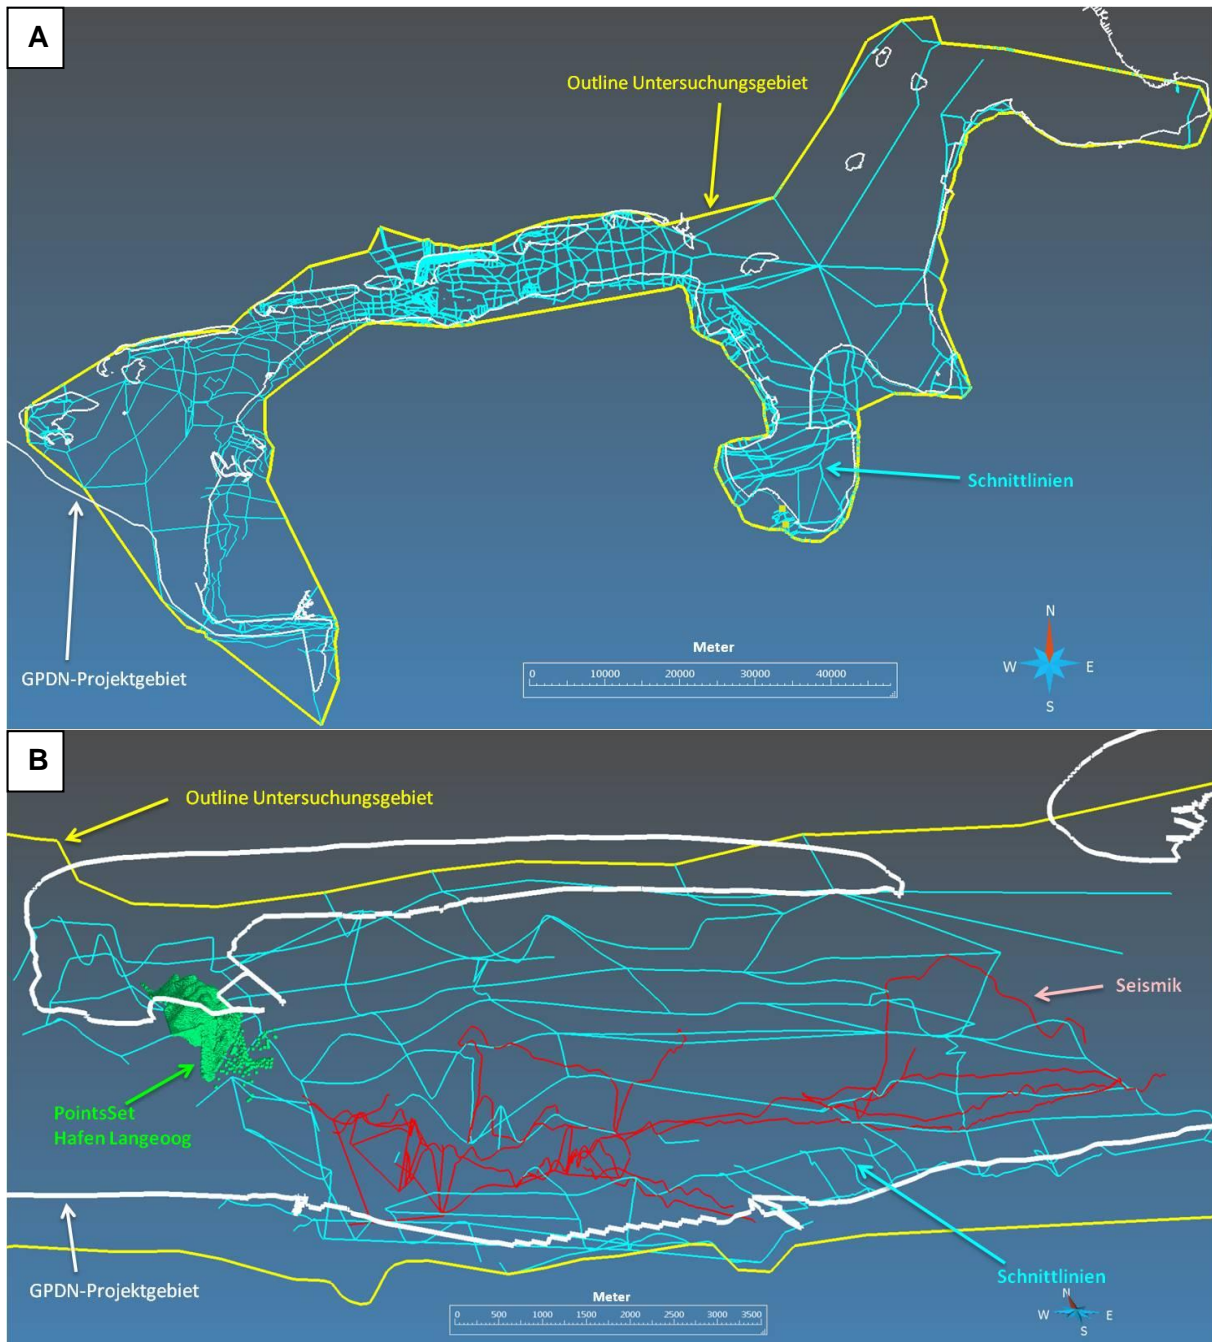 A
Outline Untersuchungsgebiet
Schnittlinien
GPDN-Projektgebiet
Meter
0 10000 20000 30000 40000
N
W E
S
B
Outline Untersuchungsgebiet
Seismik
PointsSet
Hafen Langeoog
GPDN-Projektgebiet
Schnittlinien
Meter
0 500 1000 1500 2000 2500 3000 3500
N
W E
S